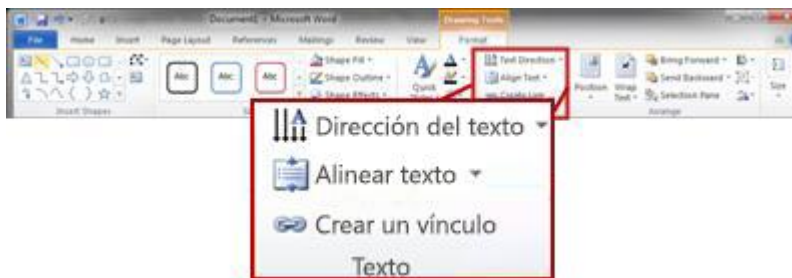 Document1 - Microsoft Word
Drawing Tools
File Home Insert Page Layout References Mailings Review View Format
Shape Fill
Text Direction
Bring Forward
Abc Abc Abc
Shape Outline
Align Text
Position Wrap
Send Backward
Size
Shape Effects
Quick
Create Link
Text
Selection Pane
Insert Shapes
Arrange
Dirección del texto
Alinear texto
Crear un vínculo
Texto